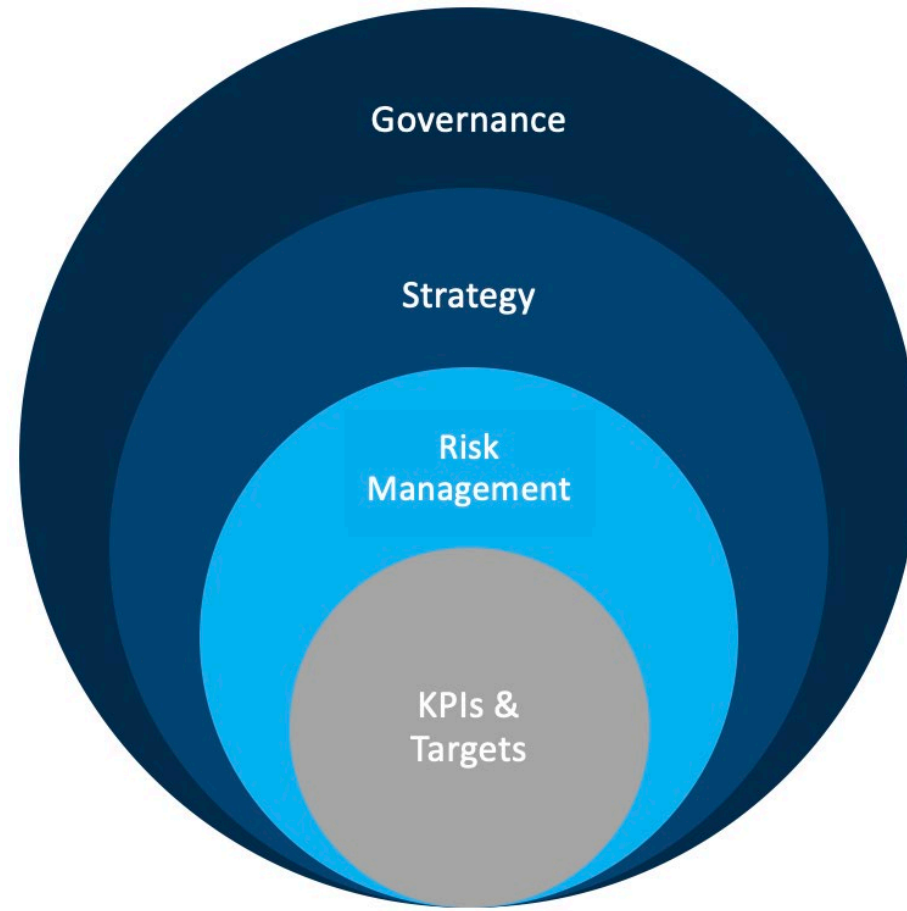 Governance
Strategy
Risk
Management
KPIs &
Targets